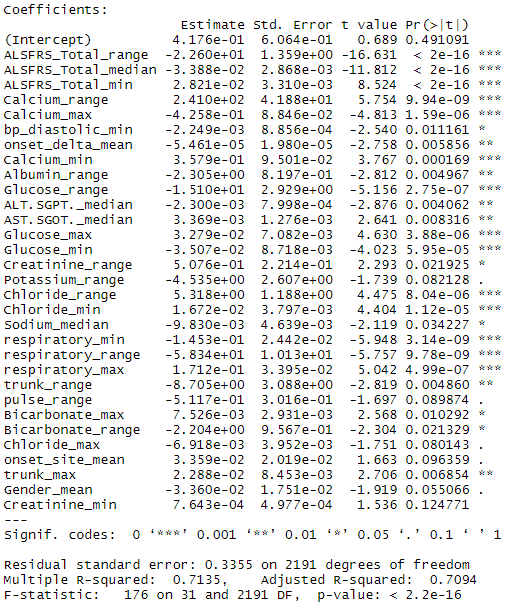 Coefficients:
Estimate Std. Error t value Pr(>|t|)
(Intercept) 4.176e-01 6.064e-01 0.689 0.491091
ALSFRS_Total_range -2.260e+01 1.359e+00 -16.631 < 2e-16 ***
ALSFRS_Total_median -3.388e-02 2.868e-03 -11.812 < 2e-16 ***
ALSFRS_Total_min 2.821e-02 3.310e-03 8.524 < 2e-16 ***
Calcium_range 2.410e+02 4.188e+01 5.754 9.94e-09 ***
Calcium_max -4.258e-01 8.846e-02 -4.813 1.59e-06 ***
bp_diastolic_min -2.249e-03 8.856e-04 -2.540 0.011161 *
onset_delta_mean -5.461e-05 1.980e-05 -2.758 0.005856 **
Calcium_min 3.579e-01 9.501e-02 3.767 0.000169 ***
Albumin_range -2.305e+00 8.197e-01 -2.812 0.004967 **
Glucose_range -1.510e+01 2.929e+00 -5.156 2.75e-07 ***
ALT.SGPT._median -2.300e-03 7.998e-04 -2.876 0.004062 **
AST.SGOT._median 3.369e-03 1.276e-03 2.641 0.008316 **
Glucose_max 3.279e-02 7.082e-03 4.630 3.88e-06 ***
Glucose_min -3.507e-02 8.718e-03 -4.023 5.95e-05 ***
Creatinine_range 5.076e-01 2.214e-01 2.293 0.021925 *
Potassium_range -4.535e+00 2.607e+00 -1.739 0.082128 .
Chloride_range 5.318e+00 1.188e+00 4.475 8.04e-06 ***
Chloride_min 1.672e-02 3.797e-03 4.404 1.12e-05 ***
Sodium_median -9.830e-03 4.639e-03 -2.119 0.034227 *
respiratory_min -1.453e-01 2.442e-02 -5.948 3.14e-09 ***
respiratory_range -5.834e+01 1.013e+01 -5.757 9.78e-09 ***
respiratory_max 1.712e-01 3.395e-02 5.042 4.99e-07 ***
trunk_range -8.705e+00 3.088e+00 -2.819 0.004860 **
pulse_range -5.117e-01 3.016e-01 -1.697 0.089874 .
Bicarbonate_max 7.526e-03 2.931e-03 2.568 0.010292 *
Bicarbonate_range -2.204e+00 9.567e-01 -2.304 0.021329 *
Chloride_max -6.918e-03 3.952e-03 -1.751 0.080143 .
onset_site_mean 3.359e-02 2.019e-02 1.663 0.096359 .
trunk_max 2.288e-02 8.453e-03 2.706 0.006854 **
Gender_mean -3.360e-02 1.751e-02 -1.919 0.055066 .
Creatinine_min 7.643e-04 4.977e-04 1.536 0.124771
---
Signif. codes: 0 ‘***’ 0.001 ‘**’ 0.01 ‘*’ 0.05 ‘.’ 0.1 ‘ ’ 1
Residual standard error: 0.3355 on 2191 degrees of freedom
Multiple R-squared: 0.7135, Adjusted R-squared: 0.7094
F-statistic: 176 on 31 and 2191 DF, p-value: < 2.2e-16